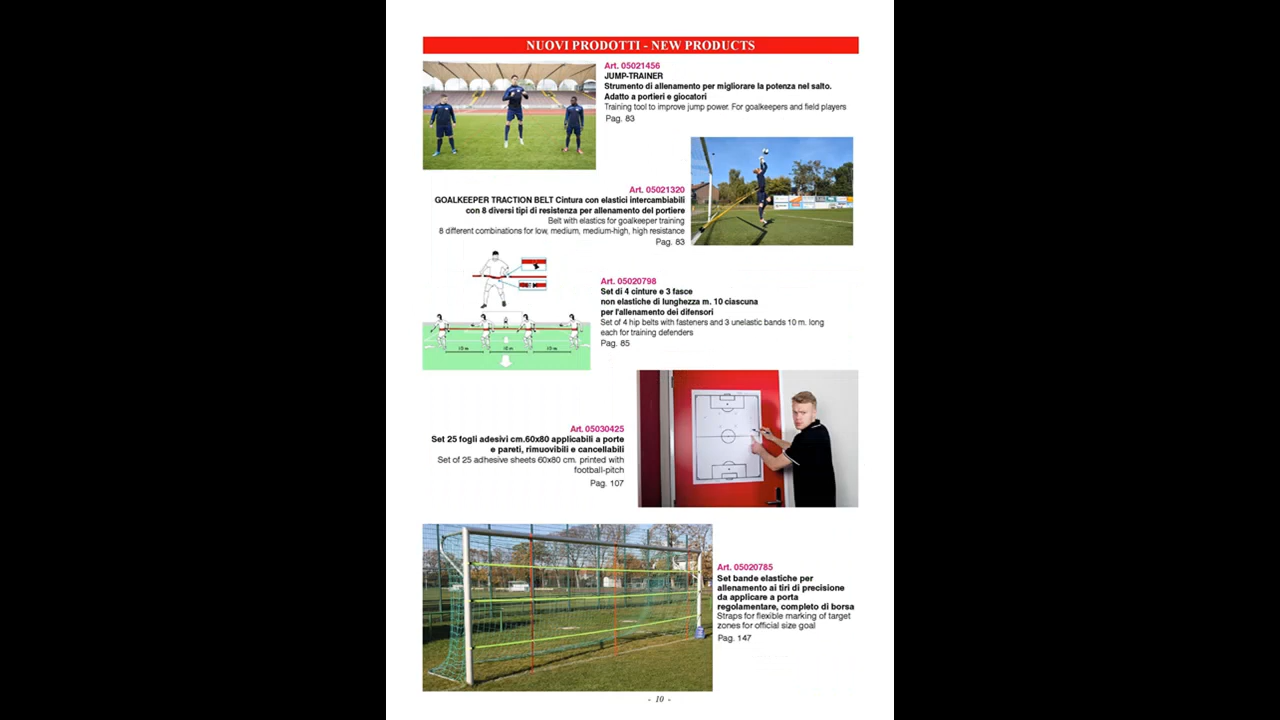 NUOVI PRODOTTI - NEW PRODUCTS
Art. 05021456
JUMP-TRAINER
Strumento di allenamento per migliorare la potenza nel salto.
Adatto a portieri e giocatori
Training tool to improve jump power. For goalkeepers and field players
Pag. 83
Art. 05021320
GOALKEEPER TRACTION BELT Cintura con elastici intercambiabili
con 8 diversi tipi di resistenza per allenamento del portiere
Belt with elastics for goalkeeper training
8 different combinations for low, medium, medium-high, high resistance
Pag. 83
Art. 05020798
Set di 4 cinture e 3 fasce
non elastiche di lunghezza m. 10 ciascuna
per l'allenamento dei difensori
Set of 4 hip belts with fasteners and 3 unelastic bands 10 m. long
each for training defenders
Pag. 85
10 m
10 m
10 m
Art. 05030425
Set 25 fogli adesivi cm.60x80 applicabili a porte
e pareti, rimuovibili e cancellabili
Set of 25 adhesive sheets 60x80 cm. printed with
football-pitch
Pag. 107
Art. 05020785
Set bande elastiche per
allenamento ai tiri di precisione
da applicare a porta
regolamentare, completo di borsa
Straps for flexible marking of target
zones for official size goal
Pag. 147
- 10 -